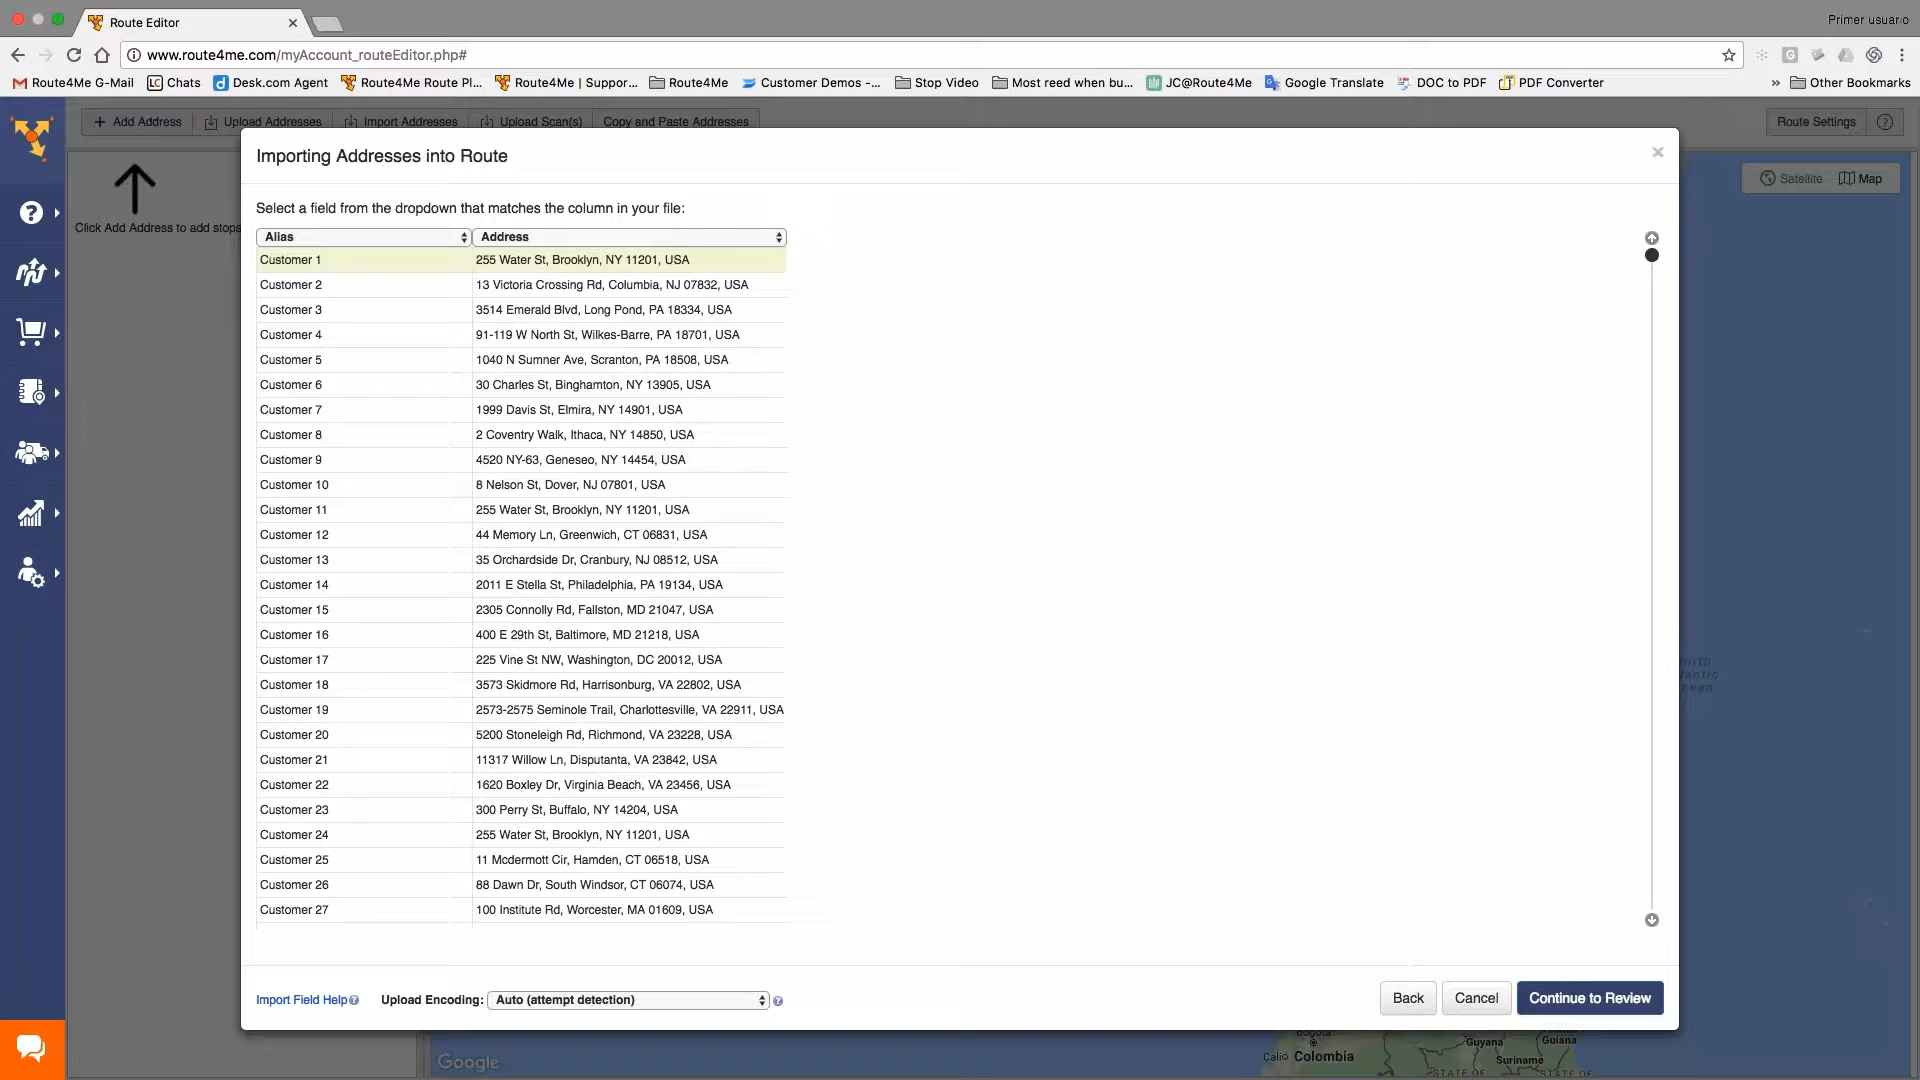 Route Editor
Primer usuario
www.route4me.com/myAccount_routeEditor.php#
Route4Me G-Mail
Chats
Desk.com Agent
Route4Me Route Pl...
Route4Me | Suppor...
Route4Me
Customer Demos -...
Stop Video
Most reed when bu...
JC@Route4Me
Google Translate
DOC to PDF
PDF Converter
» Other Bookmarks
+ Add Address
Upload Addresses
Import Addresses
Upload Scan(s)
Copy and Paste Addresses
Route Settings
Satellite
Map
Click Add Address to add stops
Importing Addresses into Route
Select a field from the dropdown that matches the column in your file:
Alias Address
Customer 1 255 Water St, Brooklyn, NY 11201, USA
Customer 2 13 Victoria Crossing Rd, Columbia, NJ 07832, USA
Customer 3 3514 Emerald Blvd, Long Pond, PA 18334, USA
Customer 4 91-119 W North St, Wilkes-Barre, PA 18701, USA
Customer 5 1040 N Sumner Ave, Scranton, PA 18508, USA
Customer 6 30 Charles St, Binghamton, NY 13905, USA
Customer 7 1999 Davis St, Elmira, NY 14901, USA
Customer 8 2 Coventry Walk, Ithaca, NY 14850, USA
Customer 9 4520 NY-63, Geneseo, NY 14454, USA
Customer 10 8 Nelson St, Dover, NJ 07801, USA
Customer 11 255 Water St, Brooklyn, NY 11201, USA
Customer 12 44 Memory Ln, Greenwich, CT 06831, USA
Customer 13 35 Orchardside Dr, Cranbury, NJ 08512, USA
Customer 14 2011 E Stella St, Philadelphia, PA 19134, USA
Customer 15 2305 Connolly Rd, Fallston, MD 21047, USA
Customer 16 400 E 29th St, Baltimore, MD 21218, USA
Customer 17 225 Vine St NW, Washington, DC 20012, USA
Customer 18 3573 Skidmore Rd, Harrisonburg, VA 22802, USA
Customer 19 2573-2575 Seminole Trail, Charlottesville, VA 22911, USA
Customer 20 5200 Stoneleigh Rd, Richmond, VA 23228, USA
Customer 21 11317 Willow Ln, Disputanta, VA 23842, USA
Customer 22 1620 Boxley Dr, Virginia Beach, VA 23456, USA
Customer 23 300 Perry St, Buffalo, NY 14204, USA
Customer 24 255 Water St, Brooklyn, NY 11201, USA
Customer 25 11 Mcdermott Cir, Hamden, CT 06518, USA
Customer 26 88 Dawn Dr, South Windsor, CT 06074, USA
Customer 27 100 Institute Rd, Worcester, MA 01609, USA
Import Field Help
Upload Encoding: Auto (attempt detection)
Back
Cancel
Continue to Review
Google
Bogota
Calio Colombia
Guyana
Suriname
Guiana
STATE OF
STATE OF